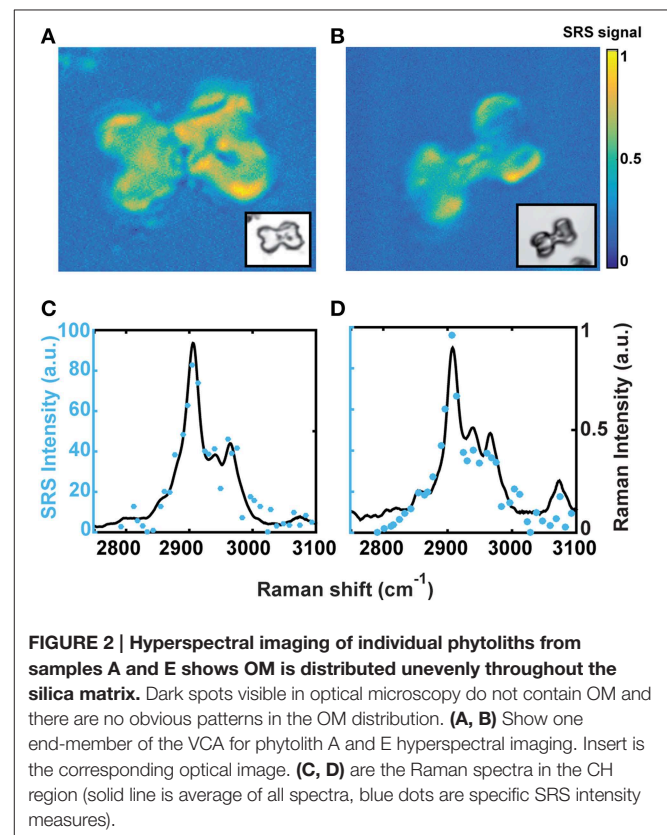 A
B
SRS signal
1
0.5
0
C
D
100
80
60
40
20
0
SRS Intensity (a.u.)
2800 2900 3000 3100
2800 2900 3000 3100
1
0.5
0
Raman Intensity (a.u.)
Raman shift (cm-1)
FIGURE 2 | Hyperspectral imaging of individual phytoliths from
samples A and E shows OM is distributed unevenly throughout the
silica matrix. Dark spots visible in optical microscopy do not contain OM and
there are no obvious patterns in the OM distribution. (A, B) Show one
end-member of the VCA for phytolith A and E hyperspectral imaging. Insert is
the corresponding optical image. (C, D) are the Raman spectra in the CH
region (solid line is average of all spectra, blue dots are specific SRS intensity
measures).